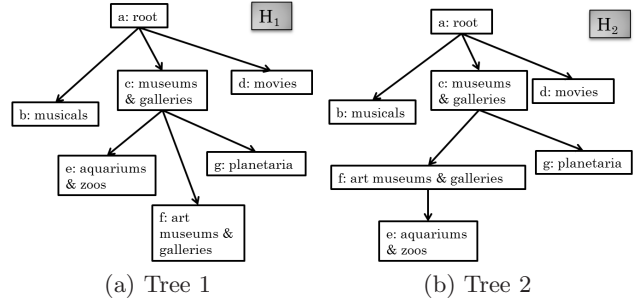 a: root
H1
c: museums
& galleries
d: movies
b: musicals
e: aquariums
& zoos
g: planetaria
f: art
museums &
galleries
(a) Tree 1
a: root
H2
c: museums
& galleries
d: movies
b: musicals
f: art museums & galleries
g: planetaria
e: aquariums
& zoos
(b) Tree 2